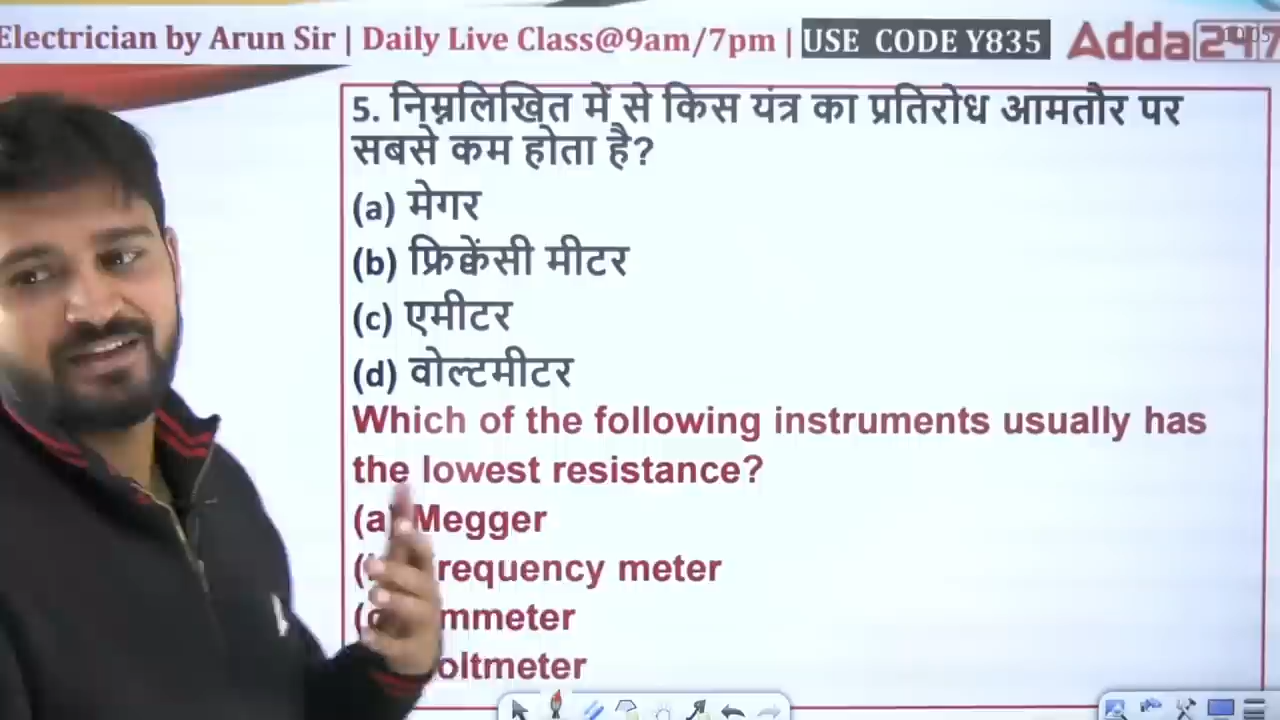 Electrician by Arun Sir | Daily Live Class@9am/7pm | USE CODE Y835 Adda247
5. निम्नलिखित में से किस यंत्र का प्रतिरोध आमतौर पर
सबसे कम होता है?
(a) मेगर
(b) फ्रिक्वेंसी मीटर
(c) एमीटर
(d) वोल्टमीटर
Which of the following instruments usually has
the lowest resistance?
(a) Megger
requency meter
mmeter
oltmeter